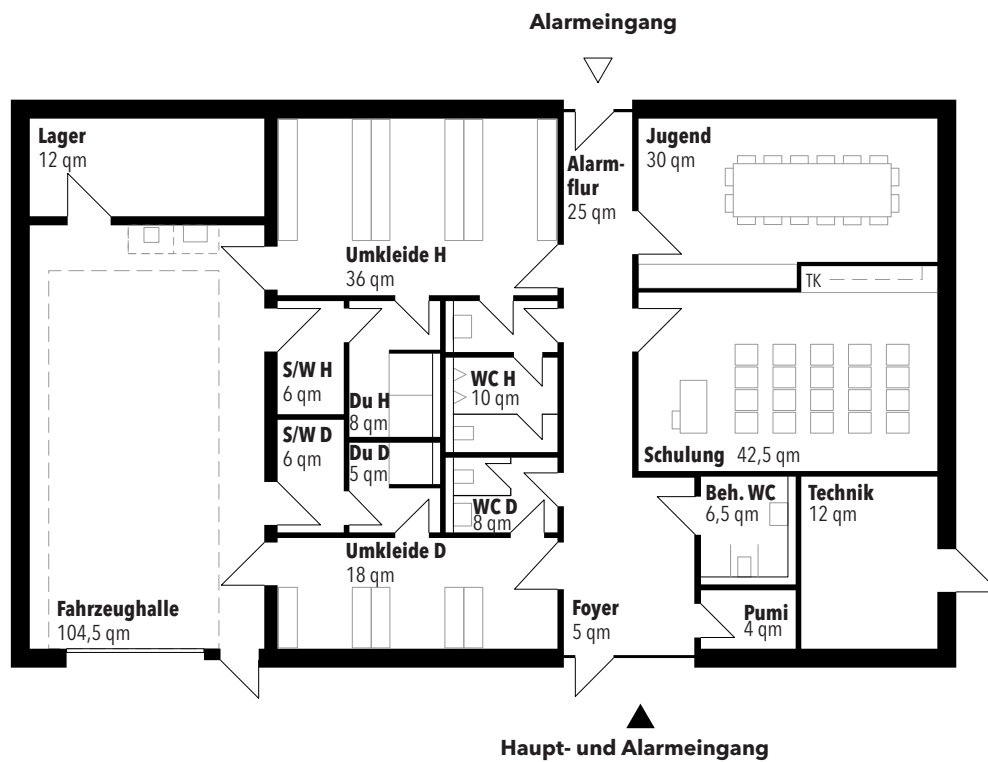 Alarmeingang
Lager
12 qm
Jugend
30 qm
Alarm-
flur
25 qm
Umkleide H
36 qm
TK
S/W H
6 qm
WC H
10 qm
Du H
8 qm
S/W D
6 qm
Du D
5 qm
Schulung 42,5 qm
WC D
8 qm
Beh. WC
6,5 qm
Technik
12 qm
Umkleide D
18 qm
Fahrzeughalle
104,5 qm
Foyer
5 qm
Pumi
4 qm
Haupt- und Alarmeingang